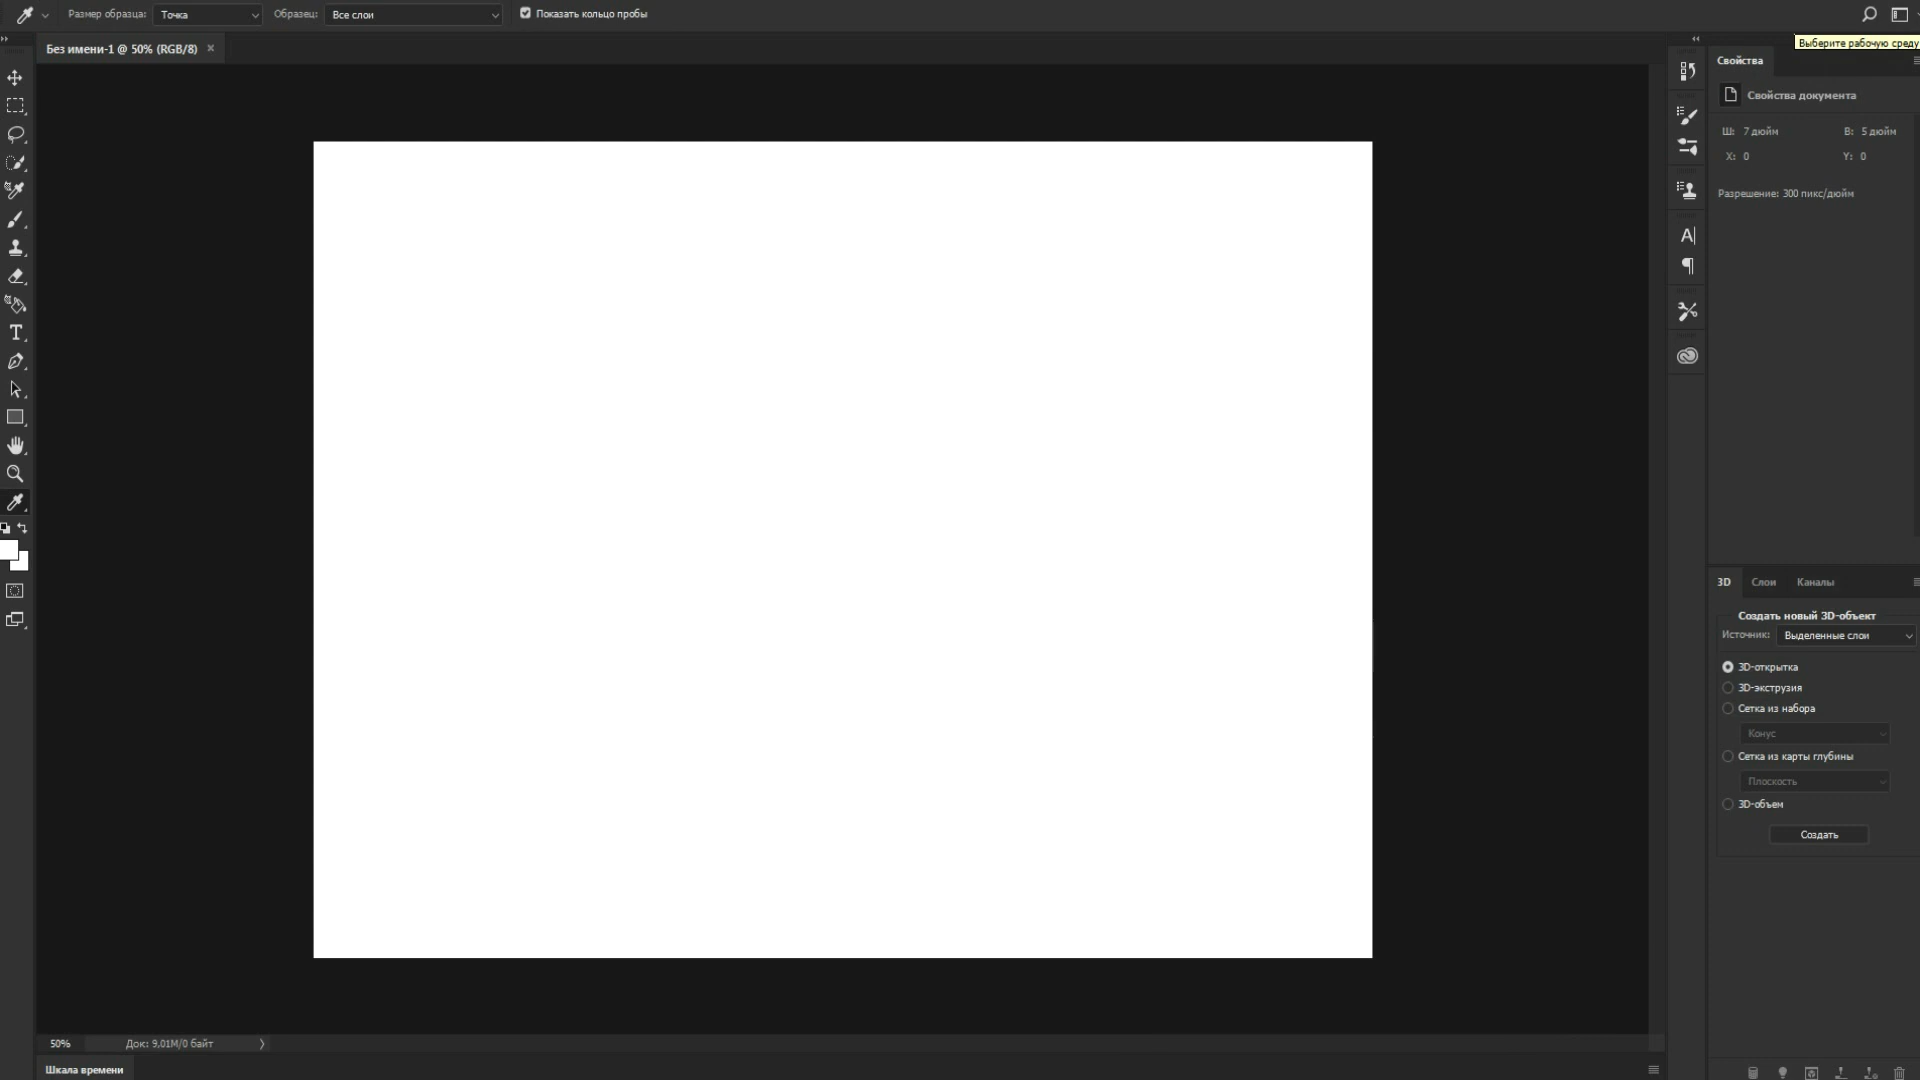 Размер образца: Точка Образец: Все слои Показать кольцо пробы
Выберите рабочую среду
Без имени-1 @ 50% (RGB/8) ×
Свойства
Свойства документа
Ш: 7 дюйм В: 5 дюйм
X: 0 Y: 0
Разрешение: 300 пикс/дюйм
3D Слои Каналы
Создать новый 3D-объект
Источник: Выделенные слои
3D-открытка
3D-экструзия
Сетка из набора
Конус
Сетка из карты глубины
Плоскость
3D-объем
Создать
50% Док: 9,01M/0 байт
Шкала времени